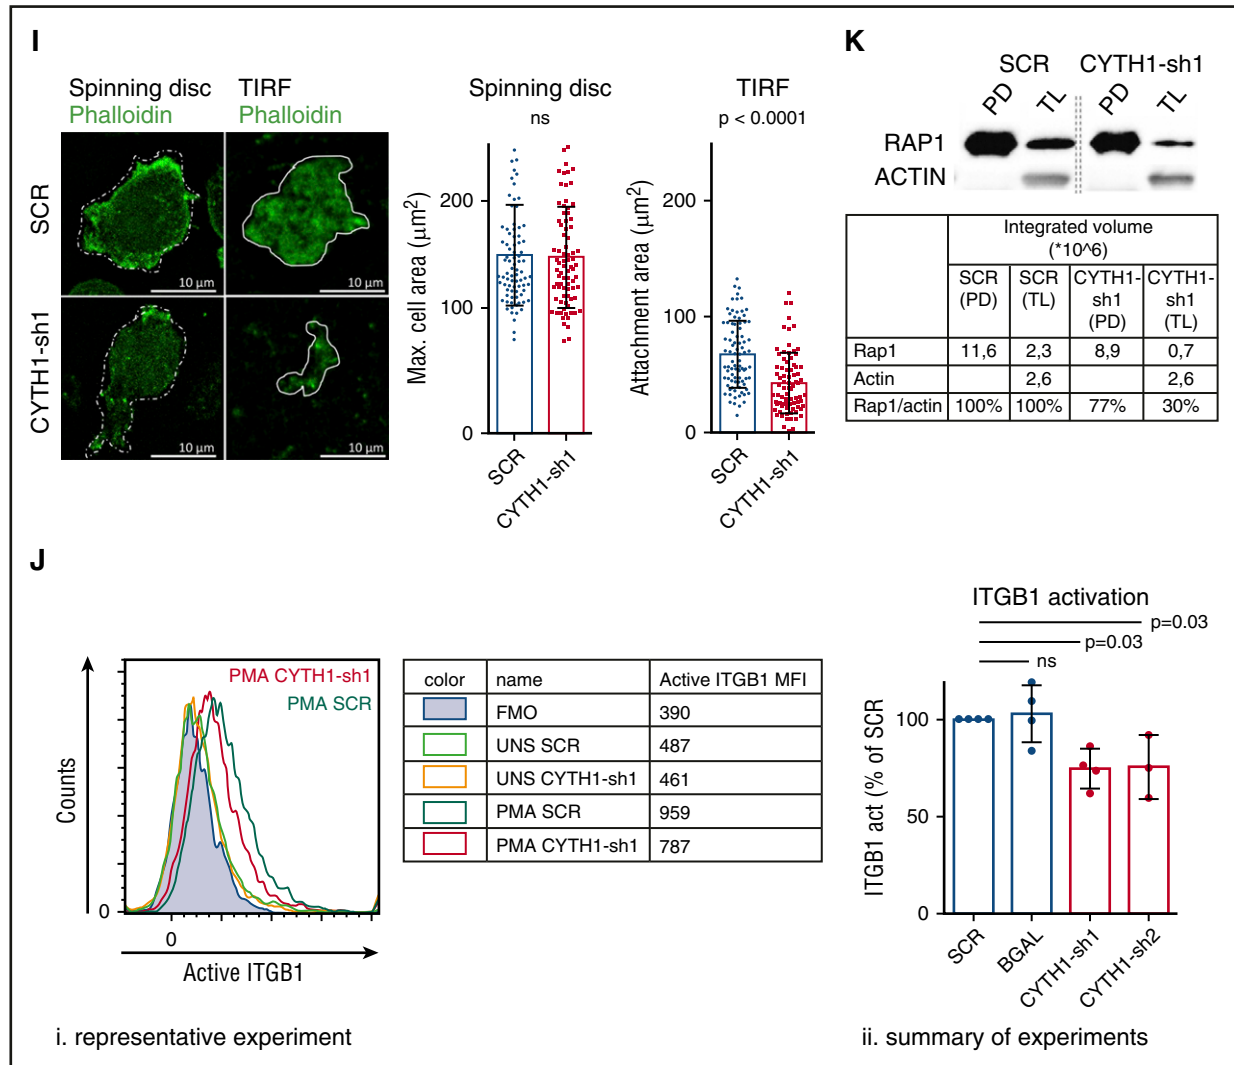 I
Spinning disc
Phalloidin
TIRF
Phalloidin
SCR
CYTH1-sh1
10 µm
10 µm
10 µm
10 µm
Spinning disc
ns
Max. cell area (µm²)
200
100
0
SCR
CYTH1-sh1
TIRF
p < 0.0001
Attachment area (µm²)
200
100
0
SCR
CYTH1-sh1
K
SCR CYTH1-sh1
PD TL PD TL
RAP1
ACTIN
Integrated volume
(*10^6)
SCR (PD) SCR (TL) CYTH1-sh1 (PD) CYTH1-sh1 (TL)
Rap1 11,6 2,3 8,9 0,7
Actin 2,6 2,6
Rap1/actin 100% 100% 77% 30%
J
PMA CYTH1-sh1
PMA SCR
Counts
0
0
Active ITGB1
color name Active ITGB1 MFI
FMO 390
UNS SCR 487
UNS CYTH1-sh1 461
PMA SCR 959
PMA CYTH1-sh1 787
i. representative experiment
ITGB1 activation
p=0.03
p=0.03
ns
ITGB1 act (% of SCR)
100
50
0
SCR
BGAL
CYTH1-sh1
CYTH1-sh2
ii. summary of experiments